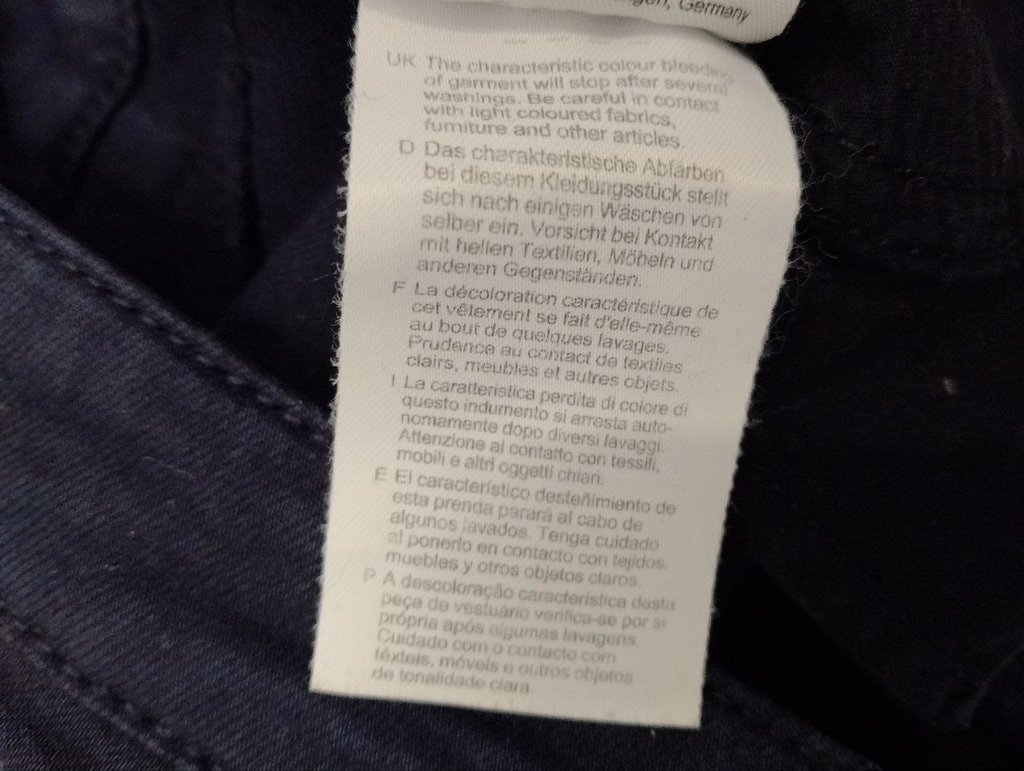 Germany
UK The characteristic colour bleeding
of garment will stop after several
washings. Be careful in contact
with light coloured fabrics,
furniture and other articles.
D Das charakteristische Abfärben
bei diesem Kleidungsstück stellt
sich nach einigen Wäschen von
selber ein. Vorsicht bei Kontakt
mit hellen Textilien, Möbeln und
anderen Gegenständen.
F La décoloration caractéristique de
cet vêtement se fait d'elle-même
au bout de quelques lavages.
Prudence au contact de textiles
clairs, meubles et autres objets.
I La caratteristica perdita di colore di
questo indumento si arresta auto-
nomamente dopo diversi lavaggi.
Attenzione al contatto con tessili,
mobili e altri oggetti chiari.
E El característico desteñimiento de
esta prenda parará al cabo de
algunos lavados. Tenga cuidado
al ponerlo en contacto con tejidos,
muebles y otros objetos claros.
P A descoloração característica desta
peça de vestuário verifica-se por si
própria após algumas lavagens.
Cuidado com o contacto com
têxteis, móveis e outros objetos
de tonalidade clara